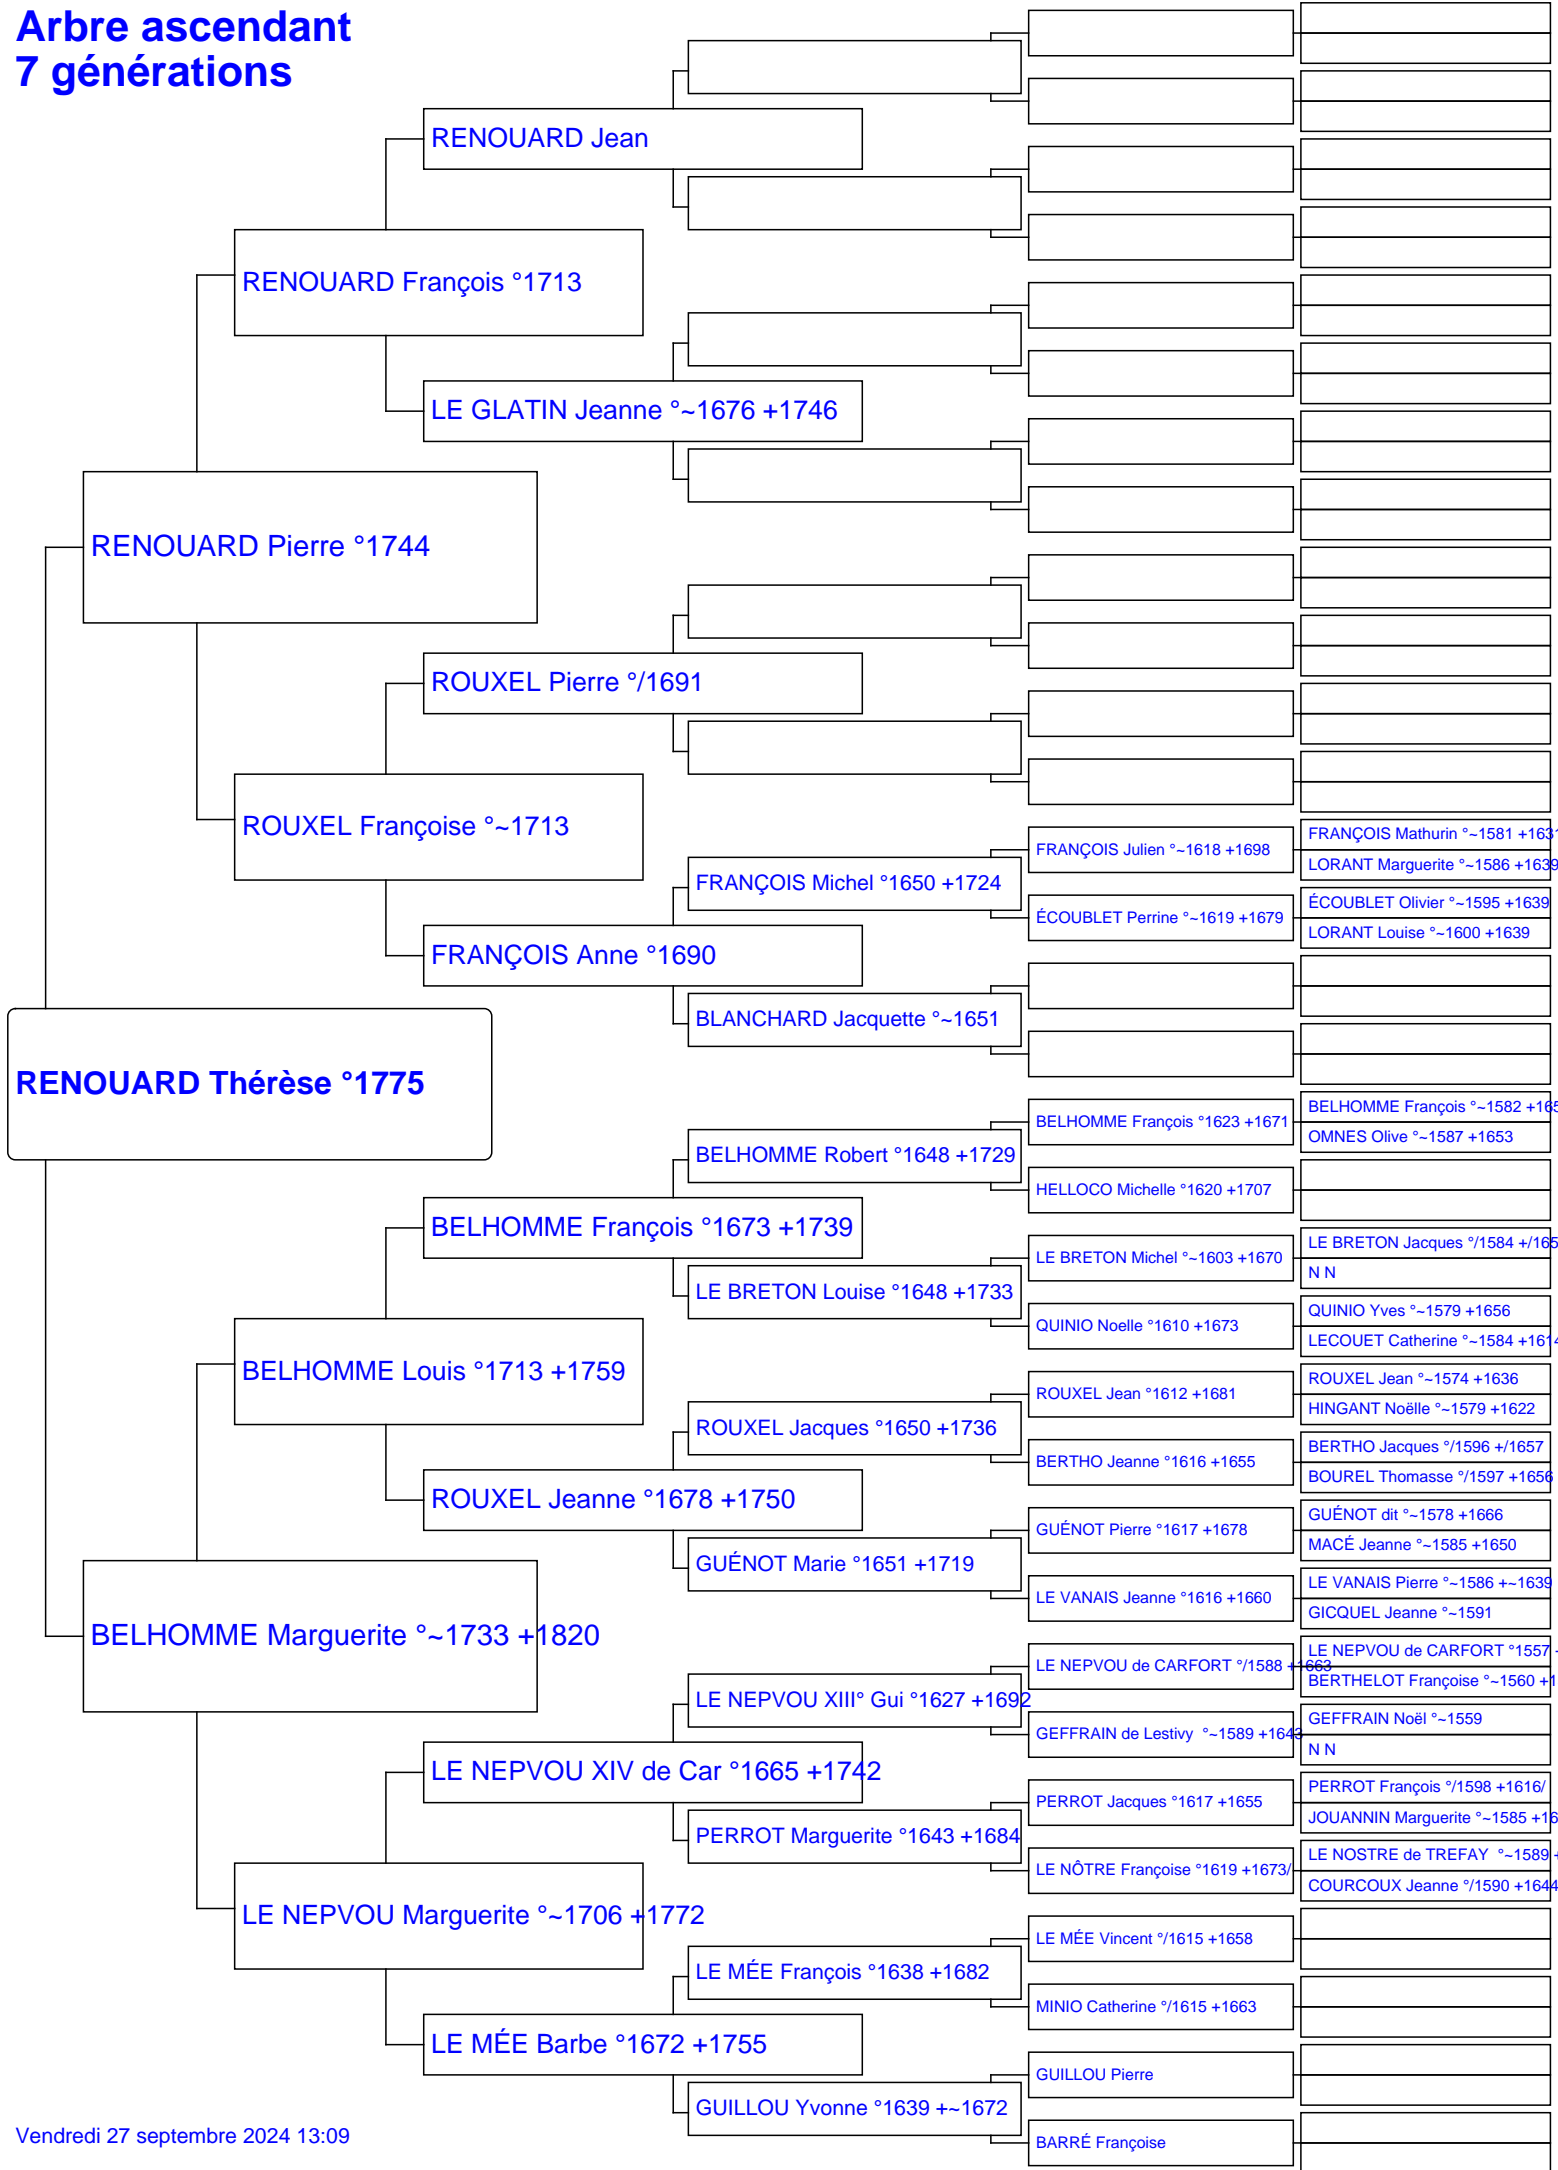 Arbre ascendant
7 générations
RENOUARD Jean
RENOUARD François °1713
LE GLATIN Jeanne °~1676 +1746
RENOUARD Pierre °1744
ROUXEL Pierre °/1691
ROUXEL Françoise °~1713
FRANÇOIS Mathurin °~1581 +1631
FRANÇOIS Julien °~1618 +1698
LORANT Marguerite °~1586 +1639
FRANÇOIS Michel °1650 +1724
ÉCOUBLET Olivier °~1595 +1639
ÉCOUBLET Perrine °~1619 +1679
LORANT Louise °~1600 +1639
FRANÇOIS Anne °1690
BLANCHARD Jacquette °~1651
RENOUARD Thérèse °1775
BELHOMME François °~1582 +165
BELHOMME François °1623 +1671
OMNES Olive °~1587 +1653
BELHOMME Robert °1648 +1729
HELLOCO Michelle °1620 +1707
BELHOMME François °1673 +1739
LE BRETON Jacques °/1584 +/165
LE BRETON Michel °~1603 +1670
N N
LE BRETON Louise °1648 +1733
QUINIO Yves °~1579 +1656
QUINIO Noelle °1610 +1673
LECOUET Catherine °~1584 +1614
BELHOMME Louis °1713 +1759
ROUXEL Jean °~1574 +1636
ROUXEL Jean °1612 +1681
HINGANT Noëlle °~1579 +1622
ROUXEL Jacques °1650 +1736
BERTHO Jacques °/1596 +/1657
BERTHO Jeanne °1616 +1655
BOUREL Thomasse °/1597 +1656
ROUXEL Jeanne °1678 +1750
GUÉNOT dit °~1578 +1666
GUÉNOT Pierre °1617 +1678
MACÉ Jeanne °~1585 +1650
GUÉNOT Marie °1651 +1719
LE VANAIS Pierre °~1586 +~1639
LE VANAIS Jeanne °1616 +1660
GICQUEL Jeanne °~1591
BELHOMME Marguerite °~1733 +1820
LE NEPVOU de CARFORT °1557 +
LE NEPVOU de CARFORT °/1588 +1663
BERTHELOT Françoise °~1560 +1
LE NEPVOU XIII° Gui °1627 +1692
GEFFRAIN Noël °~1559
GEFFRAIN de Lestivy °~1589 +1643
N N
LE NEPVOU XIV de Car °1665 +1742
PERROT François °/1598 +1616/
PERROT Jacques °1617 +1655
JOUANNIN Marguerite °~1585 +16
PERROT Marguerite °1643 +1684
LE NOSTRE de TREFAY °~1589 +
LE NÔTRE Françoise °1619 +1673/
COURCOUX Jeanne °/1590 +1644
LE NEPVOU Marguerite °~1706 +1772
LE MÉE Vincent °/1615 +1658
LE MÉE François °1638 +1682
MINIO Catherine °/1615 +1663
LE MÉE Barbe °1672 +1755
GUILLOU Pierre
GUILLOU Yvonne °1639 +~1672
BARRÉ Françoise
Vendredi 27 septembre 2024 13:09